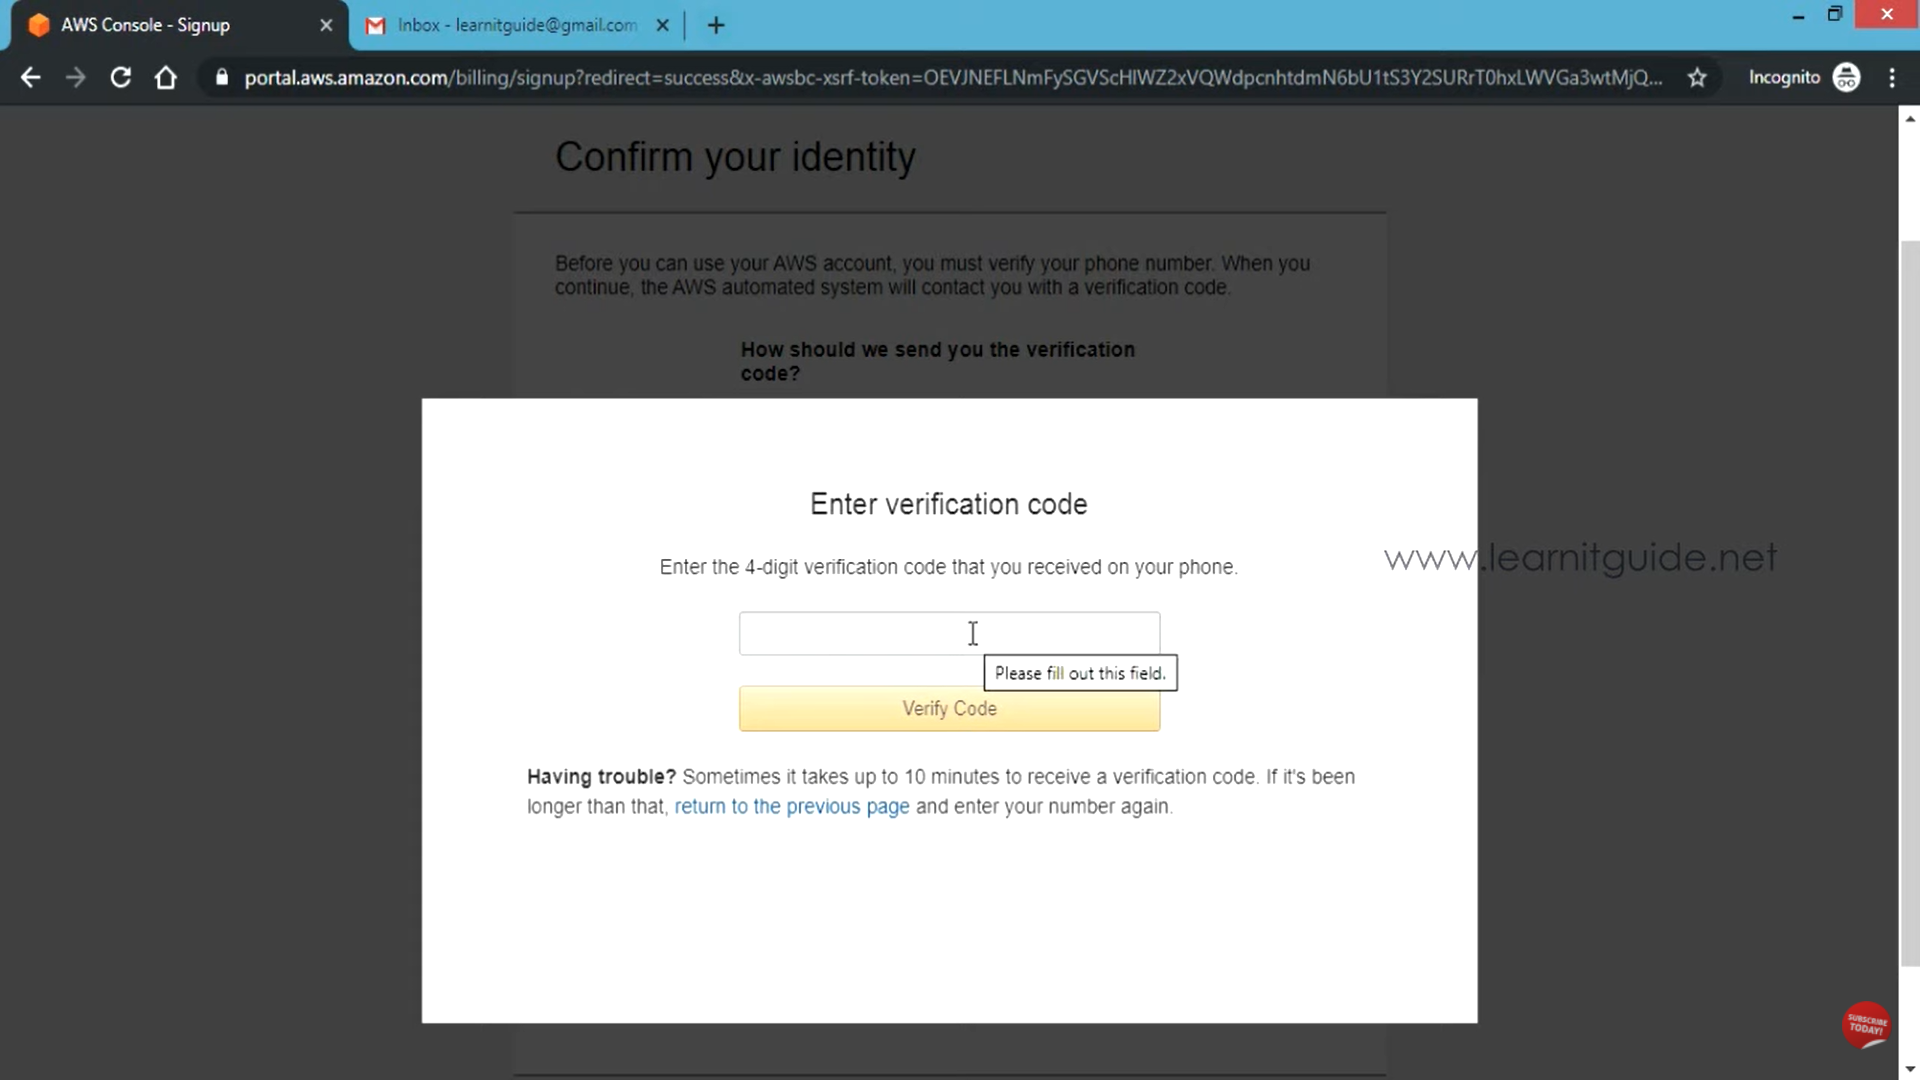 AWS Console - Signup
Inbox - learnitguide@gmail.com
portal.aws.amazon.com/billing/signup?redirect=success&x-awsbc-xsrf-token=OEVJNEFLNmFySGVScHlWZ2xVQWdpcnhtdmN6bU1tS3Y2SURrT0hxLWVGa3wtMjQ...
Incognito
Confirm your identity
Before you can use your AWS account, you must verify your phone number. When you
continue, the AWS automated system will contact you with a verification code.
How should we send you the verification
code?
Enter verification code
www.learnitguide.net
Enter the 4-digit verification code that you received on your phone.
Please fill out this field.
Verify Code
Having trouble? Sometimes it takes up to 10 minutes to receive a verification code. If it's been
longer than that, return to the previous page and enter your number again.
SUBSCRIBE
TODAY!